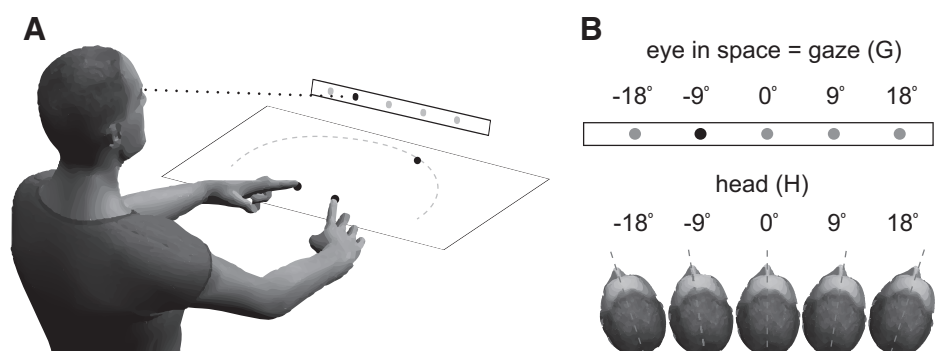 A
B
eye in space = gaze (G)
-18° -9° 0° 9° 18°
head (H)
-18° -9° 0° 9° 18°